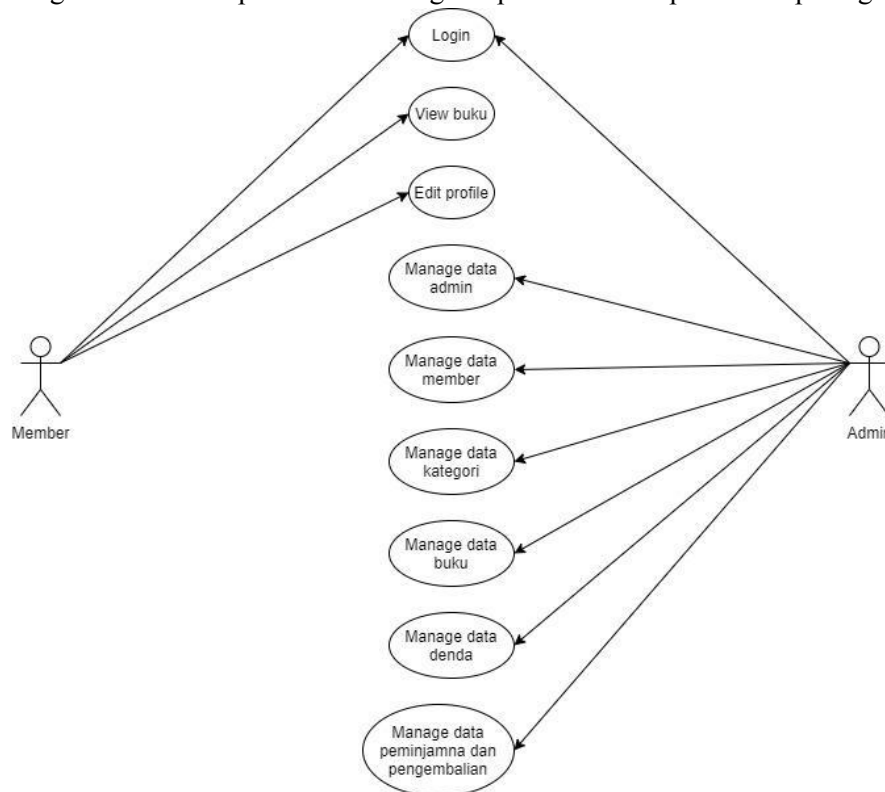 Login
View buku
Edit profile
Manage data
admin
Manage data
member
Member
Admin
Manage data
kategori
Manage data
buku
Manage data
denda
Manage data
peminjamna dan
pengembalian